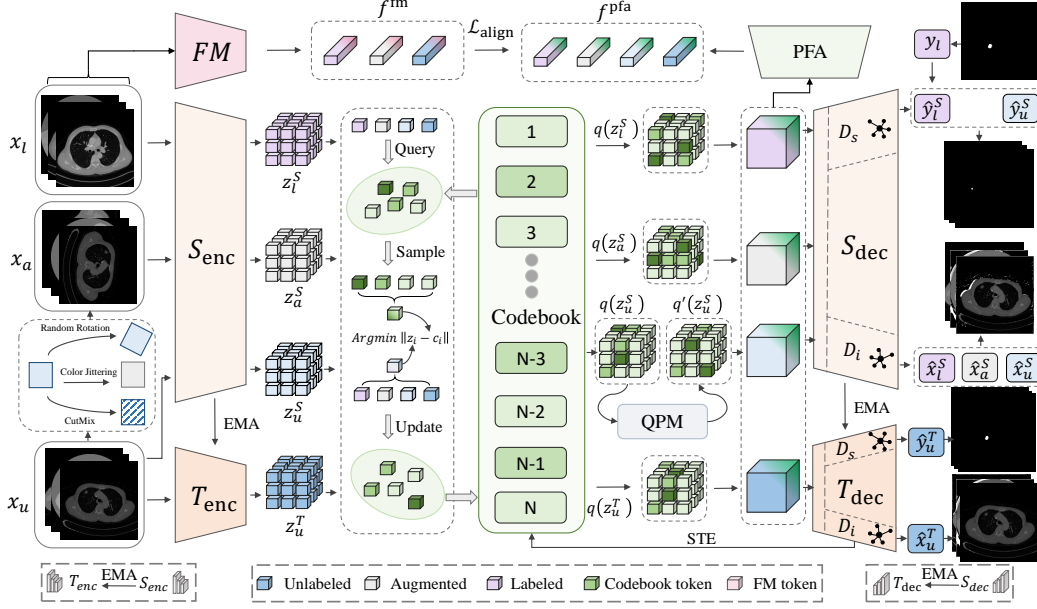 f^fm
L_align
f^pfa
FM
PFA
y_l
x_l
S_enc
z_l^S
Query
Codebook
1
2
3
N-3
N-2
N-1
N
q(z_l^S)
D_s
ŷ_l^S
ŷ_u^S
x_a
z_a^S
Sample
q(z_a^S)
S_dec
Random Rotation
Color Jittering
CutMix
Argmin ||z_i − c_i||
q(z_u^S)
q'(z_u^S)
D_i
x̂_l^S
x̂_a^S
x̂_u^S
z_u^S
QPM
EMA
Update
EMA
x_u
T_enc
z_u^T
q(z_u^T)
D_s
T_dec
D_i
ŷ_u^T
x̂_u^T
STE
T_enc EMA S_enc
Unlabeled
Augmented
Labeled
Codebook token
FM token
T_dec EMA S_dec